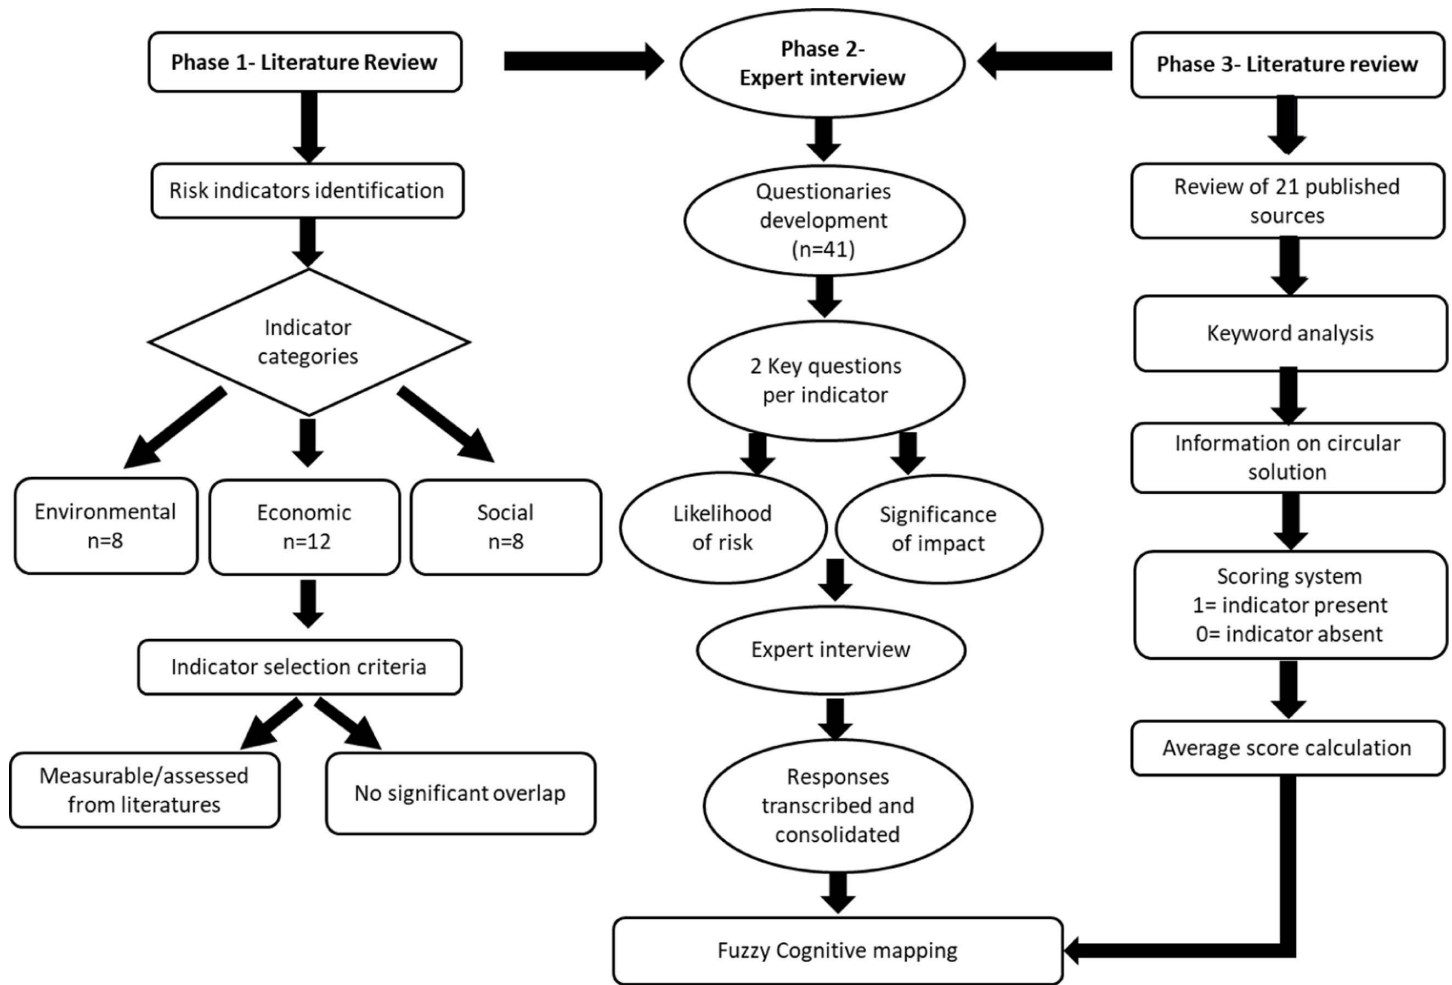 Phase 1- Literature Review
Risk indicators identification
Indicator
categories
Environmental
n=8
Economic
n=12
Social
n=8
Indicator selection criteria
Measurable/assessed
from literatures
No significant overlap
Phase 2-
Expert interview
Questionaries
development
(n=41)
2 Key questions
per indicator
Likelihood
of risk
Significance
of impact
Expert interview
Responses
transcribed and
consolidated
Fuzzy Cognitive mapping
Phase 3- Literature review
Review of 21 published
sources
Keyword analysis
Information on circular
solution
Scoring system
1= indicator present
0= indicator absent
Average score calculation